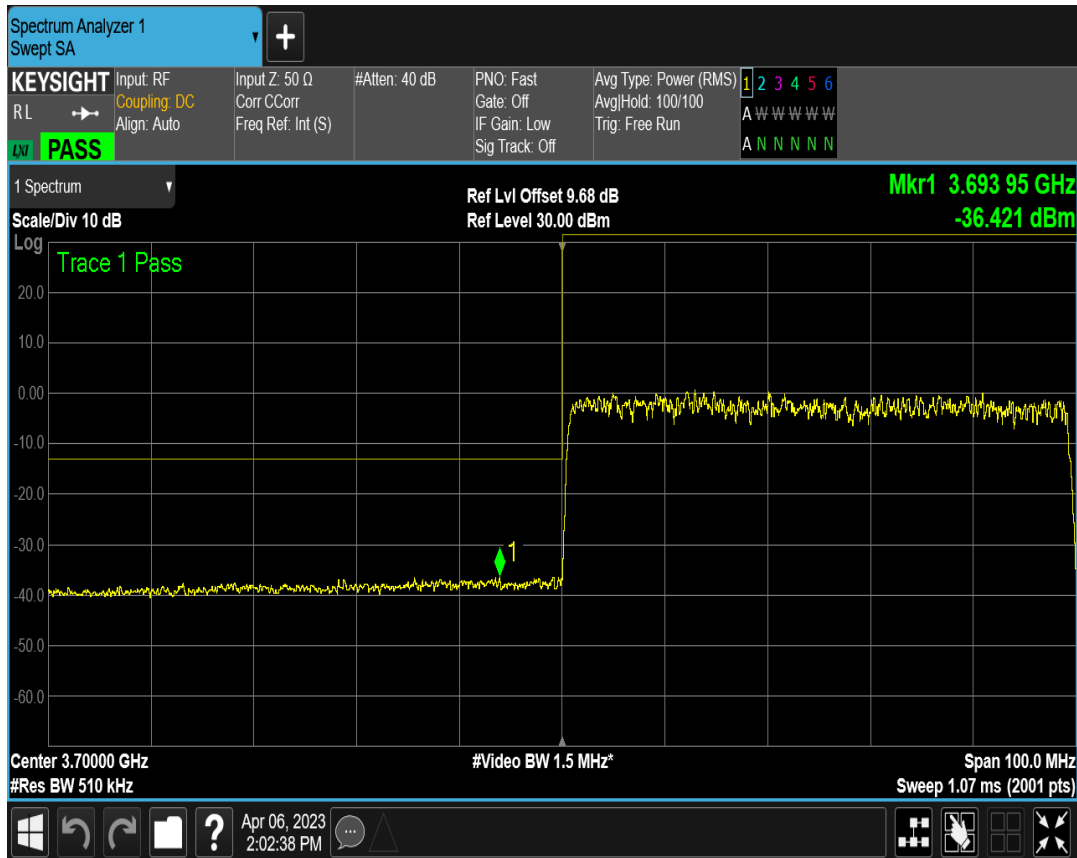 Spectrum Analyzer 1
Swept SA
+
KEYSIGHT
RL
LXI PASS
Input: RF
Coupling: DC
Align: Auto
Input Z: 50 Ω
Corr CCorr
Freq Ref: Int (S)
#Atten: 40 dB
PNO: Fast
Gate: Off
IF Gain: Low
Sig Track: Off
Avg Type: Power (RMS)
Avg|Hold: 100/100
Trig: Free Run
1 2 3 4 5 6
A W W W W W
A N N N N N
1 Spectrum
Scale/Div 10 dB
Ref Lvl Offset 9.68 dB
Ref Level 30.00 dBm
Mkr1 3.693 95 GHz
-36.421 dBm
Log
Trace 1 Pass
20.0
10.0
0.00
-10.0
-20.0
-30.0
1
-40.0
-50.0
-60.0
Center 3.70000 GHz
#Res BW 510 kHz
#Video BW 1.5 MHz*
Span 100.0 MHz
Sweep 1.07 ms (2001 pts)
?
Apr 06, 2023
2:02:38 PM